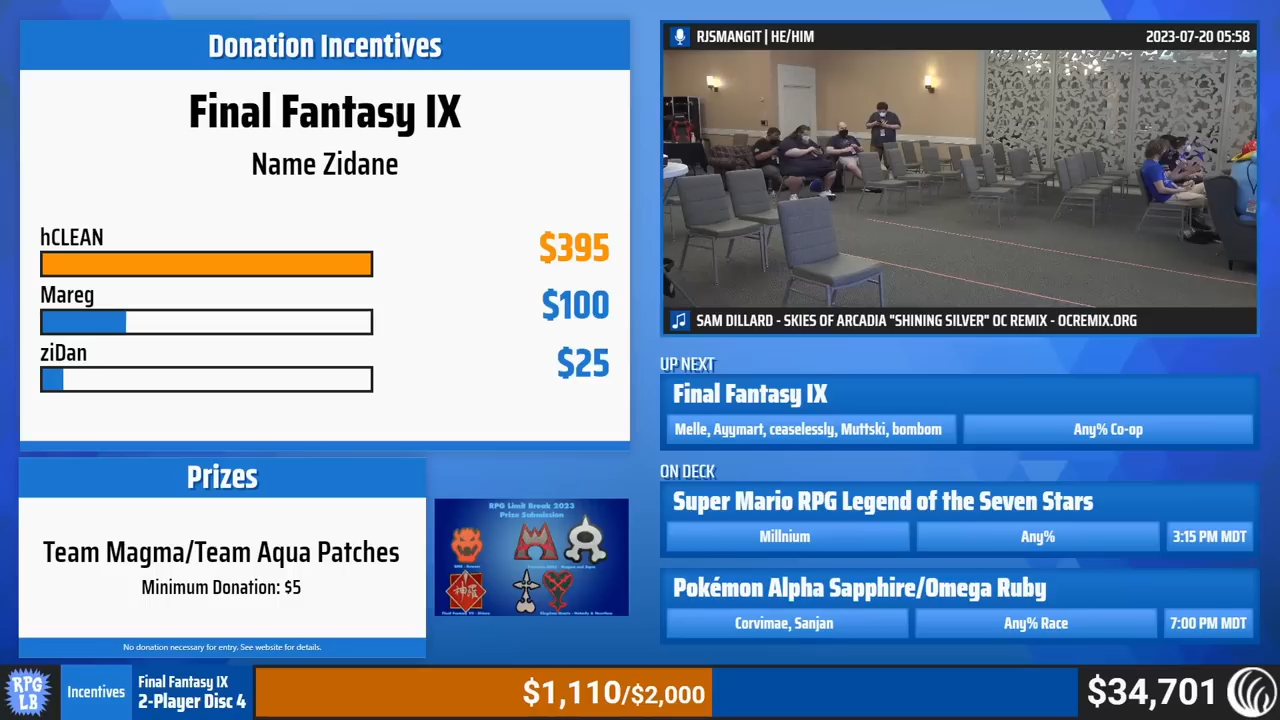 Donation Incentives
Final Fantasy IX
Name Zidane
hCLEAN
$395
Mareg
$100
ziDan
$25
Prizes
Team Magma/Team Aqua Patches
Minimum Donation: $5
No donation necessary for entry. See website for details.
RPG Limit Break 2023
Prize Submission
RJSMANGIT | HE/HIM
2023-07-20 05:58
SAM DILLARD - SKIES OF ARCADIA "SHINING SILVER" OC REMIX - OCREMIX.ORG
UP NEXT
Final Fantasy IX
Melle, Ayymart, ceaselessly, Muttski, bombom
Any% Co-op
ON DECK
Super Mario RPG Legend of the Seven Stars
Millnium
Any%
3:15 PM MDT
Pokémon Alpha Sapphire/Omega Ruby
Corvimae, Sanjan
Any% Race
7:00 PM MDT
RPG
LB
Incentives
Final Fantasy IX
2-Player Disc 4
$1,110/$2,000
$34,701